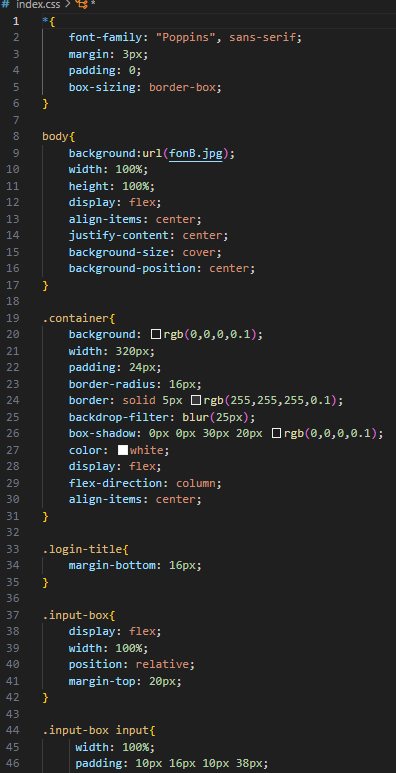 # index.css > *
1 *{
2 font-family: "Poppins", sans-serif;
3 margin: 3px;
4 padding: 0;
5 box-sizing: border-box;
6 }
7
8 body{
9 background:url(fonB.jpg);
10 width: 100%;
11 height: 100%;
12 display: flex;
13 align-items: center;
14 justify-content: center;
15 background-size: cover;
16 background-position: center;
17 }
18
19 .container{
20 background: rgb(0,0,0,0.1);
21 width: 320px;
22 padding: 24px;
23 border-radius: 16px;
24 border: solid 5px rgb(255,255,255,0.1);
25 backdrop-filter: blur(25px);
26 box-shadow: 0px 0px 30px 20px rgb(0,0,0,0.1);
27 color: white;
28 display: flex;
29 flex-direction: column;
30 align-items: center;
31 }
32
33 .login-title{
34 margin-bottom: 16px;
35 }
36
37 .input-box{
38 display: flex;
39 width: 100%;
40 position: relative;
41 margin-top: 20px;
42 }
43
44 .input-box input{
45 width: 100%;
46 padding: 10px 16px 10px 38px;